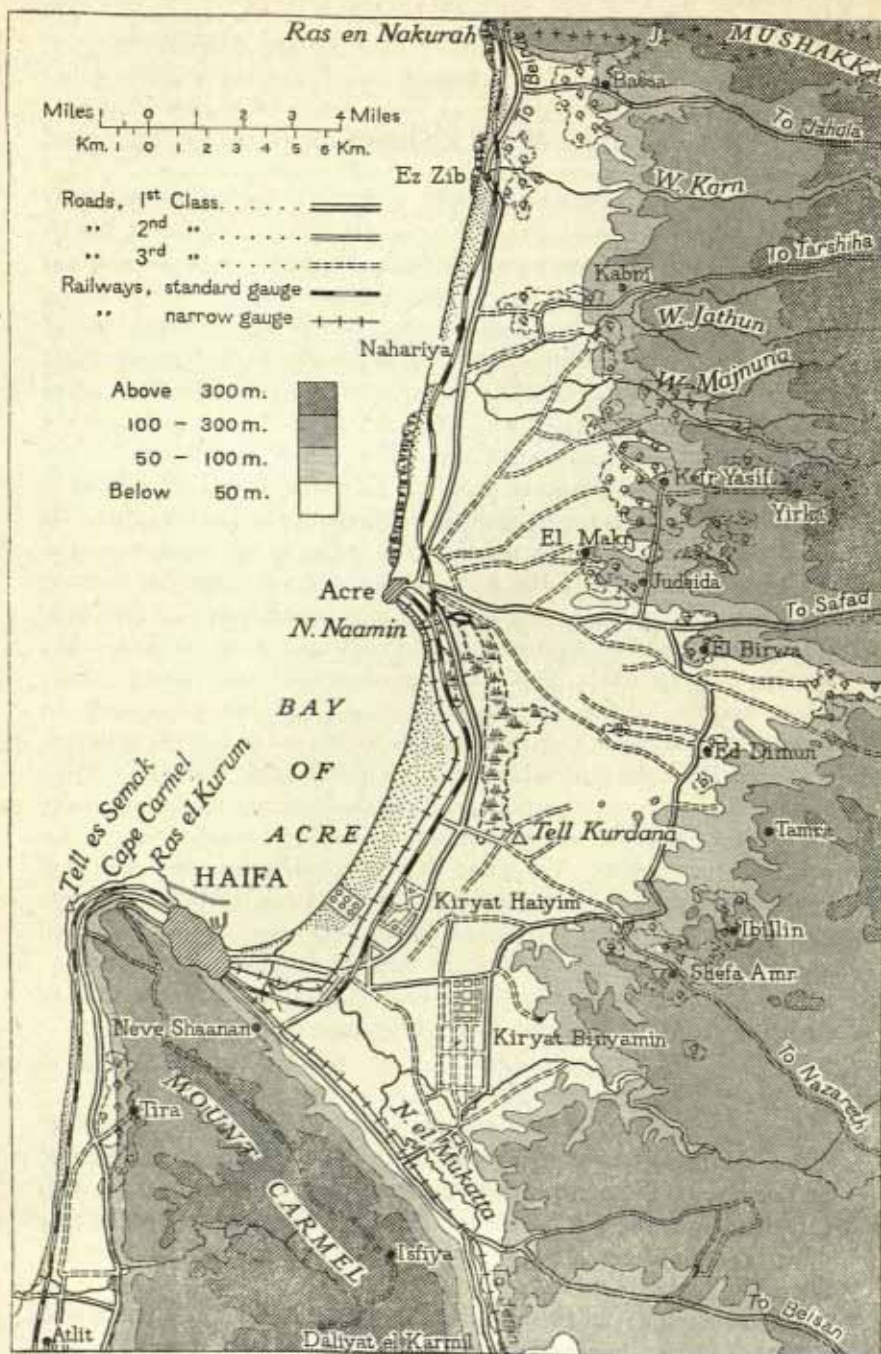 Ras en Nakurah
J. MUSHAKKA
Bassa
To Beirut
Miles 1 0 1 2 3 4 Miles
Km. 1 0 1 2 3 4 5 6 Km.
To Jahula
Ez Zib
W. Karn
Roads, 1st Class
" 2nd "
" 3rd "
Railways, standard gauge
" narrow gauge
To Tarshiha
Kabri
W. Jathun
Nahariya
W. Majnuna
Above 300 m.
100 – 300 m.
50 – 100 m.
Below 50 m.
Kefr Yasif
Yirka
El Makr
Judeida
Acre
To Safad
N. Naamin
El Birwa
BAY
OF
ACRE
Ed Dimun
Tell es Semak
Cape Carmel
Ras el Kurum
Tell Kurdana
Tamra
HAIFA
Kiryat Haiyim
Ibillin
Shefa Amr
Neve Shaanan
Kiryat Binyamin
To Nazareth
MOUNT
CARMEL
Tira
N. el Mukatta
Isfiya
To Jenin
To Beisan
Atlit
Daliyat el Karmil